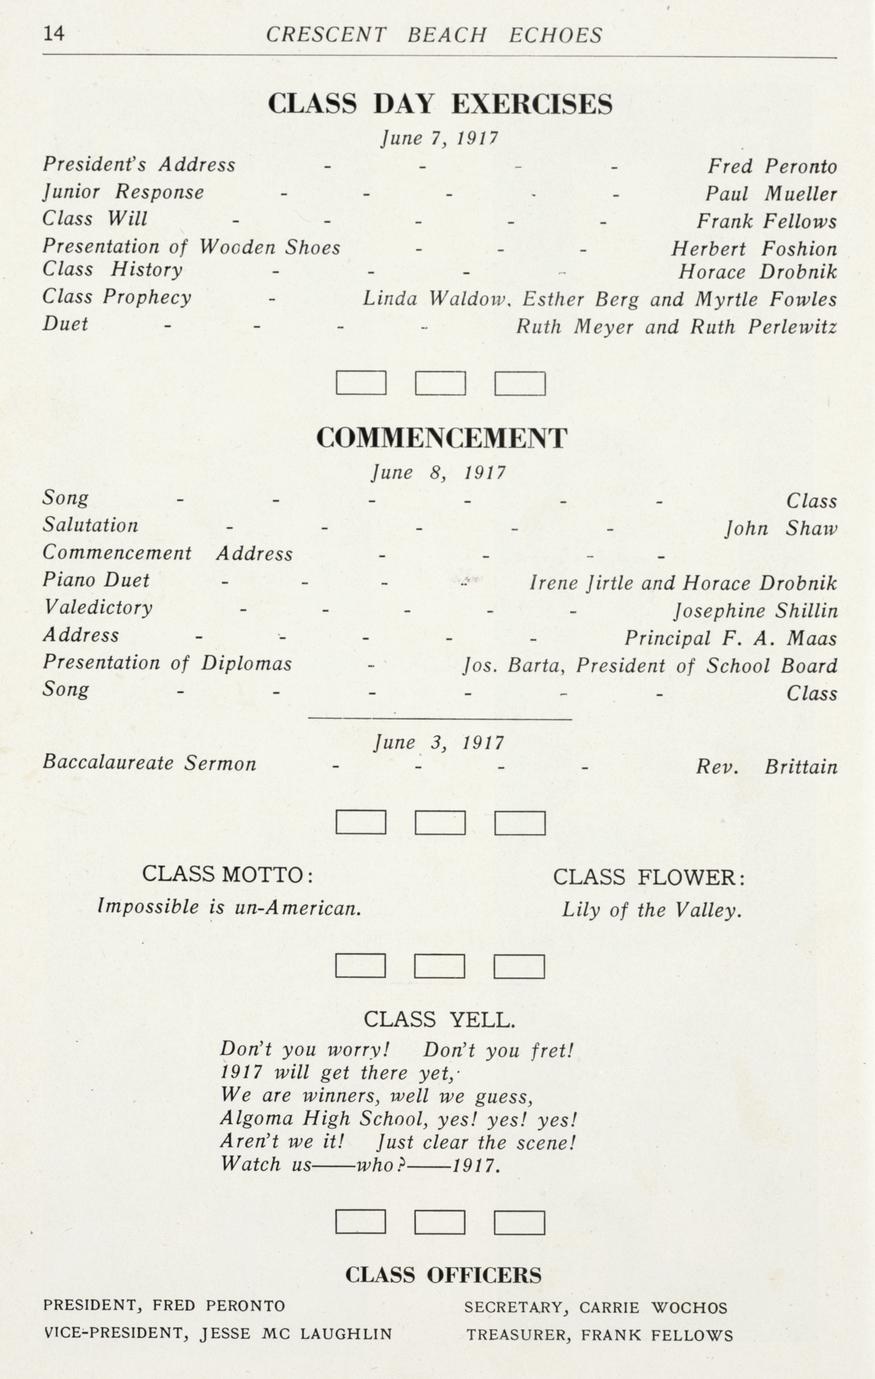 14 CRESCENT BEACH ECHOES
CLASS DAY EXERCISES
June 7, 1917
President's Address - - - - Fred Peronto
Junior Response - - - - - Paul Mueller
Class Will - - - - - Frank Fellows
Presentation of Wooden Shoes - - - Herbert Foshion
Class History - - - - Horace Drobnik
Class Prophecy - Linda Waldow, Esther Berg and Myrtle Fowles
Duet - - - - Ruth Meyer and Ruth Perlewitz
COMMENCEMENT
June 8, 1917
Song - - - - - - Class
Salutation - - - - - John Shaw
Commencement Address - - - -
Piano Duet - - - - Irene Jirtle and Horace Drobnik
Valedictory - - - - - Josephine Shillin
Address - - - - - Principal F. A. Maas
Presentation of Diplomas - Jos. Barta, President of School Board
Song - - - - - - Class
June 3, 1917
Baccalaureate Sermon - - - - Rev. Brittain
CLASS MOTTO: CLASS FLOWER:
Impossible is un-American. Lily of the Valley.
CLASS YELL.
Don't you worry! Don't you fret!
1917 will get there yet,
We are winners, well we guess,
Algoma High School, yes! yes! yes!
Aren't we it! Just clear the scene!
Watch us——who?——1917.
CLASS OFFICERS
PRESIDENT, FRED PERONTO SECRETARY, CARRIE WOCHOS
VICE-PRESIDENT, JESSE MC LAUGHLIN TREASURER, FRANK FELLOWS